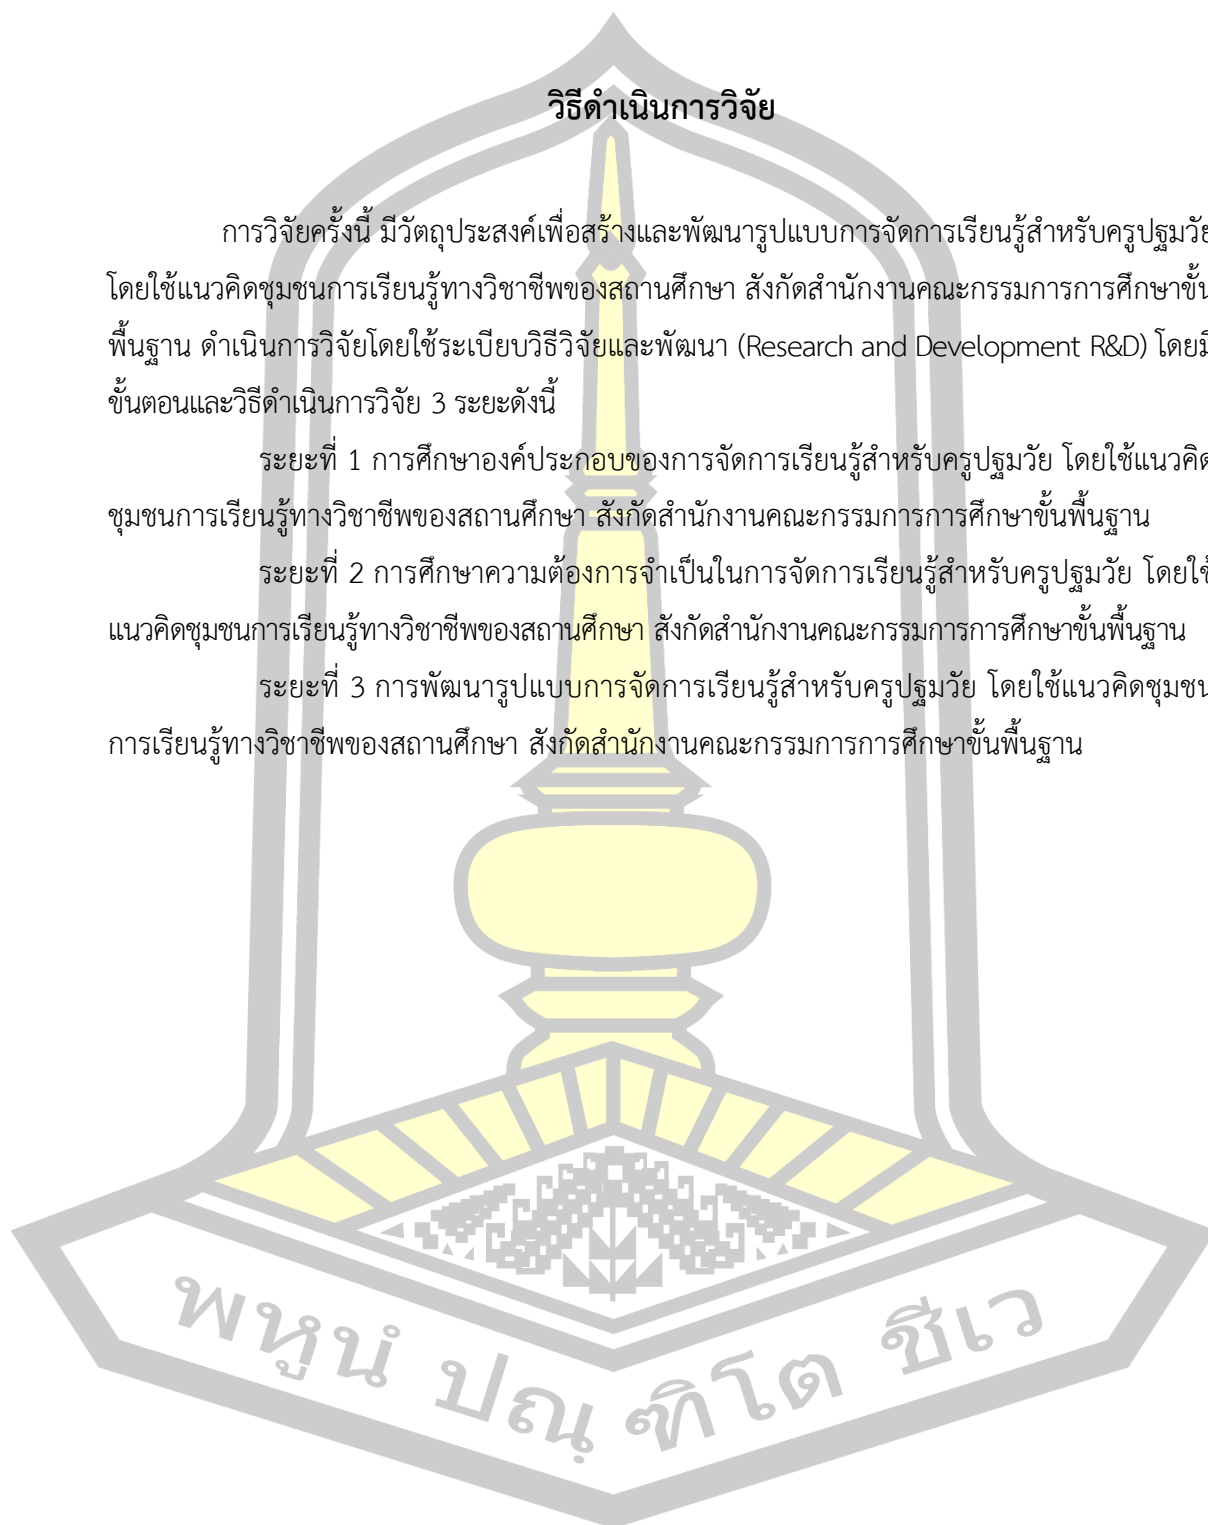 วิธีดำเนินการวิจัย
การวิจัยครั้งนี้ มีวัตถุประสงค์เพื่อสร้างและพัฒนารูปแบบการจัดการเรียนรู้สำหรับครูปฐมวัย
โดยใช้แนวคิดชุมชนการเรียนรู้ทางวิชาชีพของสถานศึกษา สังกัดสำนักงานคณะกรรมการการศึกษาขั้น
พื้นฐาน ดำเนินการวิจัยโดยใช้ระเบียบวิธีวิจัยและพัฒนา (Research and Development R&D) โดยมี
ขั้นตอนและวิธีดำเนินการวิจัย 3 ระยะดังนี้
ระยะที่ 1 การศึกษาองค์ประกอบของการจัดการเรียนรู้สำหรับครูปฐมวัย โดยใช้แนวคิด
ชุมชนการเรียนรู้ทางวิชาชีพของสถานศึกษา สังกัดสำนักงานคณะกรรมการการศึกษาขั้นพื้นฐาน
ระยะที่ 2 การศึกษาความต้องการจำเป็นในการจัดการเรียนรู้สำหรับครูปฐมวัย โดยใช้
แนวคิดชุมชนการเรียนรู้ทางวิชาชีพของสถานศึกษา สังกัดสำนักงานคณะกรรมการการศึกษาขั้นพื้นฐาน
ระยะที่ 3 การพัฒนารูปแบบการจัดการเรียนรู้สำหรับครูปฐมวัย โดยใช้แนวคิดชุมชน
การเรียนรู้ทางวิชาชีพของสถานศึกษา สังกัดสำนักงานคณะกรรมการการศึกษาขั้นพื้นฐาน
พหูนํ ปณฺฑิโต ชีเว